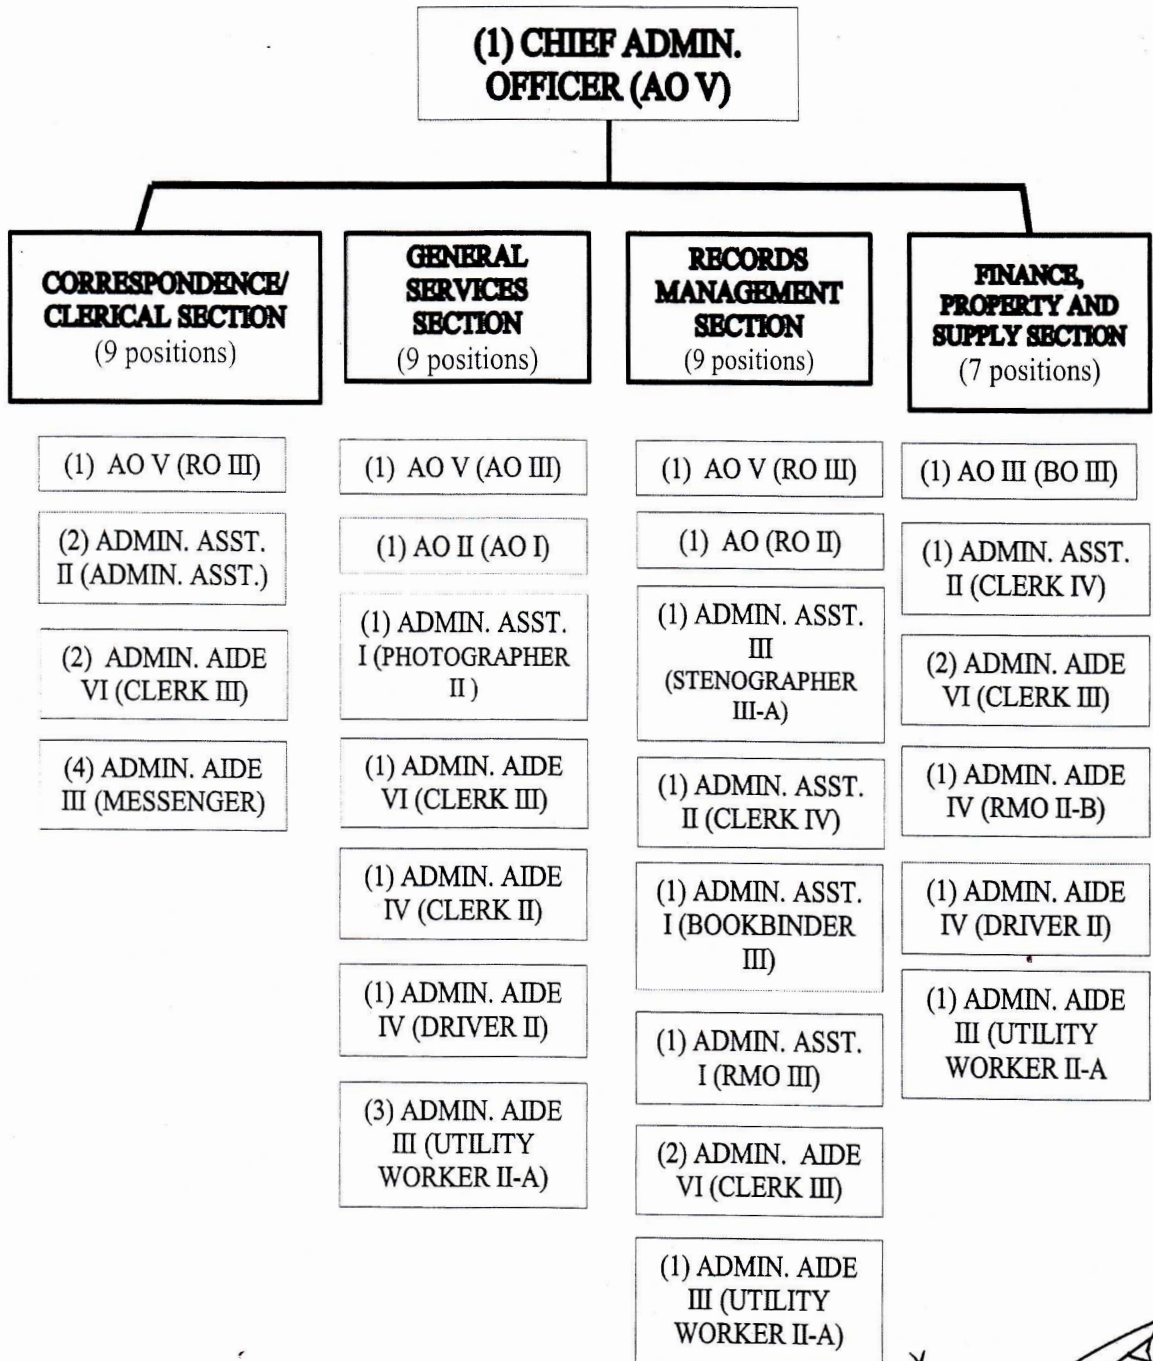 (1) CHIEF ADMIN.
OFFICER (AO V)
CORRESPONDENCE/
CLERICAL SECTION
(9 positions)
GENERAL
SERVICES
SECTION
(9 positions)
RECORDS
MANAGEMENT
SECTION
(9 positions)
FINANCE,
PROPERTY AND
SUPPLY SECTION
(7 positions)
(1) AO V (RO III)
(2) ADMIN. ASST.
II (ADMIN. ASST.)
(2) ADMIN. AIDE
VI (CLERK III)
(4) ADMIN. AIDE
III (MESSENGER)
(1) AO V (AO III)
(1) AO II (AO I)
(1) ADMIN. ASST.
I (PHOTOGRAPHER
II )
(1) ADMIN. AIDE
VI (CLERK III)
(1) ADMIN. AIDE
IV (CLERK II)
(1) ADMIN. AIDE
IV (DRIVER II)
(3) ADMIN. AIDE
III (UTILITY
WORKER II-A)
(1) AO V (RO III)
(1) AO (RO II)
(1) ADMIN. ASST.
III
(STENOGRAPHER
III-A)
(1) ADMIN. ASST.
II (CLERK IV)
(1) ADMIN. ASST.
I (BOOKBINDER
III)
(1) ADMIN. ASST.
I (RMO III)
(2) ADMIN. AIDE
VI (CLERK III)
(1) ADMIN. AIDE
III (UTILITY
WORKER II-A)
(1) AO III (BO III)
(1) ADMIN. ASST.
II (CLERK IV)
(2) ADMIN. AIDE
VI (CLERK III)
(1) ADMIN. AIDE
IV (RMO II-B)
(1) ADMIN. AIDE
IV (DRIVER II)
(1) ADMIN. AIDE
III (UTILITY
WORKER II-A